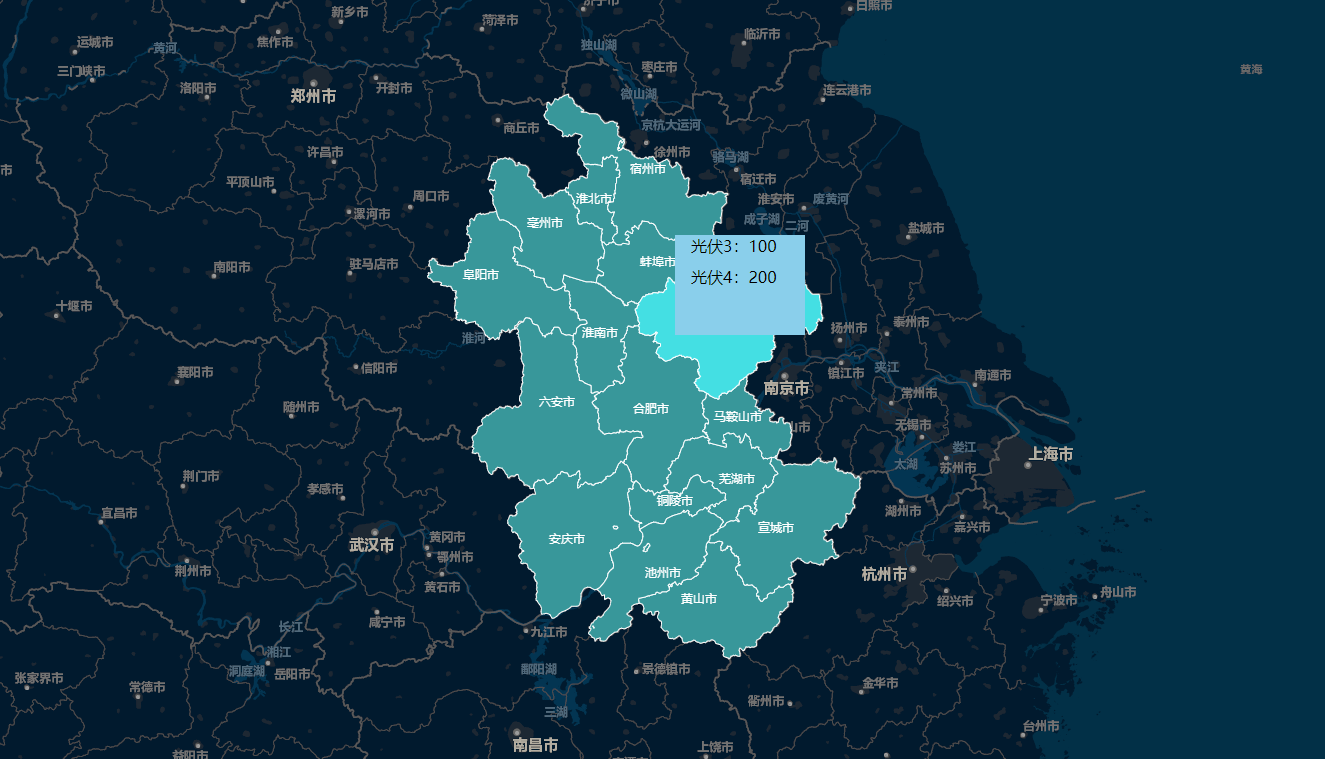 新乡市
菏泽市
日照市
运城市
黄河
焦作市
独山湖
临沂市
三门峡市
洛阳市
开封市
枣庄市
黄海
郑州市
微山湖
连云港市
商丘市
京杭大运河
许昌市
徐州市
骆马湖
平顶山市
宿州市
宿迁市
周口市
淮北市
淮安市
废黄河
漯河市
亳州市
成子湖
二河
盐城市
光伏3：100
南阳市
驻马店市
阜阳市
蚌埠市
光伏4：200
十堰市
淮河
淮南市
扬州市
泰州市
襄阳市
信阳市
镇江市
夹江
南通市
南京市
随州市
六安市
合肥市
马鞍山市
山市
常州市
无锡市
娄江
上海市
荆门市
孝感市
芜湖市
太湖
苏州市
宜昌市
铜陵市
湖州市
武汉市
黄冈市
安庆市
宣城市
嘉兴市
荆州市
鄂州市
黄石市
池州市
杭州市
黄山市
绍兴市
宁波市
舟山市
长江
咸宁市
九江市
湘江
洞庭湖
岳阳市
鄱阳湖
景德镇市
张家界市
常德市
三湖
衢州市
金华市
南昌市
上饶市
台州市
益阳市